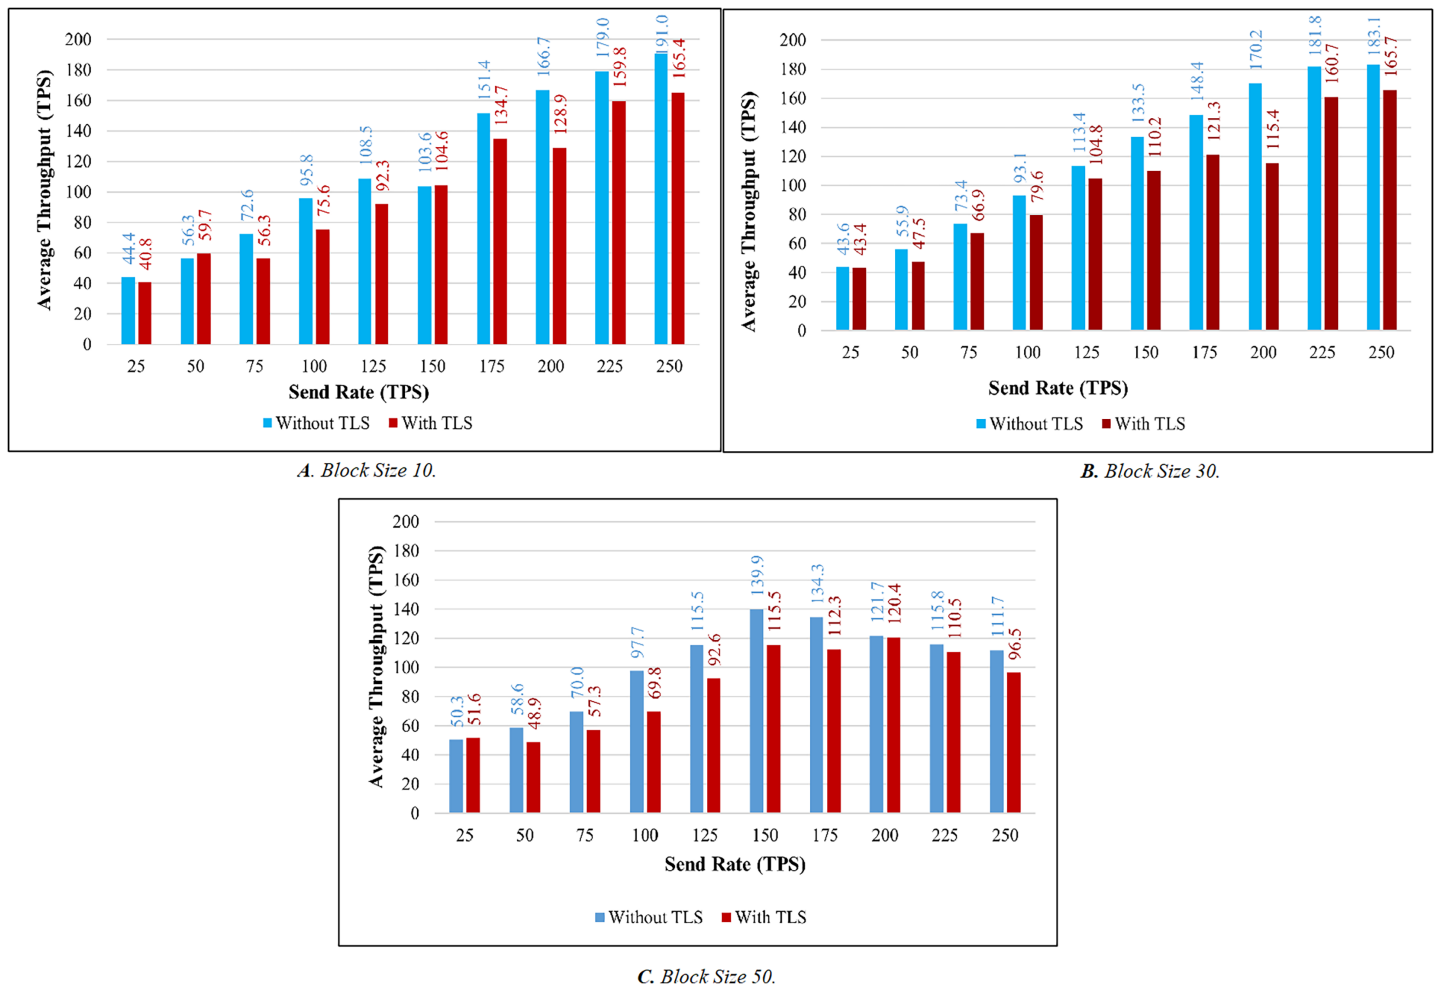 Average Throughput (TPS)
200
180
160
140
120
100
80
60
40
20
0
44.4 40.8 56.3 59.7 72.6 56.3 95.8 75.6 108.5 92.3 103.6 104.6 151.4 134.7 166.7 128.9 179.0 159.8 191.0 165.4
25 50 75 100 125 150 175 200 225 250
Send Rate (TPS)
Without TLS With TLS
A. Block Size 10.
Average Throughput (TPS)
200
180
160
140
120
100
80
60
40
20
0
43.6 43.4 55.9 47.5 73.4 66.9 93.1 79.6 113.4 104.8 133.5 110.2 148.4 121.3 170.2 115.4 181.8 160.7 183.1 165.7
25 50 75 100 125 150 175 200 225 250
Send Rate (TPS)
Without TLS With TLS
B. Block Size 30.
Average Throughput (TPS)
200
180
160
140
120
100
80
60
40
20
0
50.3 51.6 58.6 48.9 70.0 57.3 97.7 69.8 115.5 92.6 139.9 115.5 134.3 112.3 121.7 120.4 115.8 110.5 111.7 96.5
25 50 75 100 125 150 175 200 225 250
Send Rate (TPS)
Without TLS With TLS
C. Block Size 50.